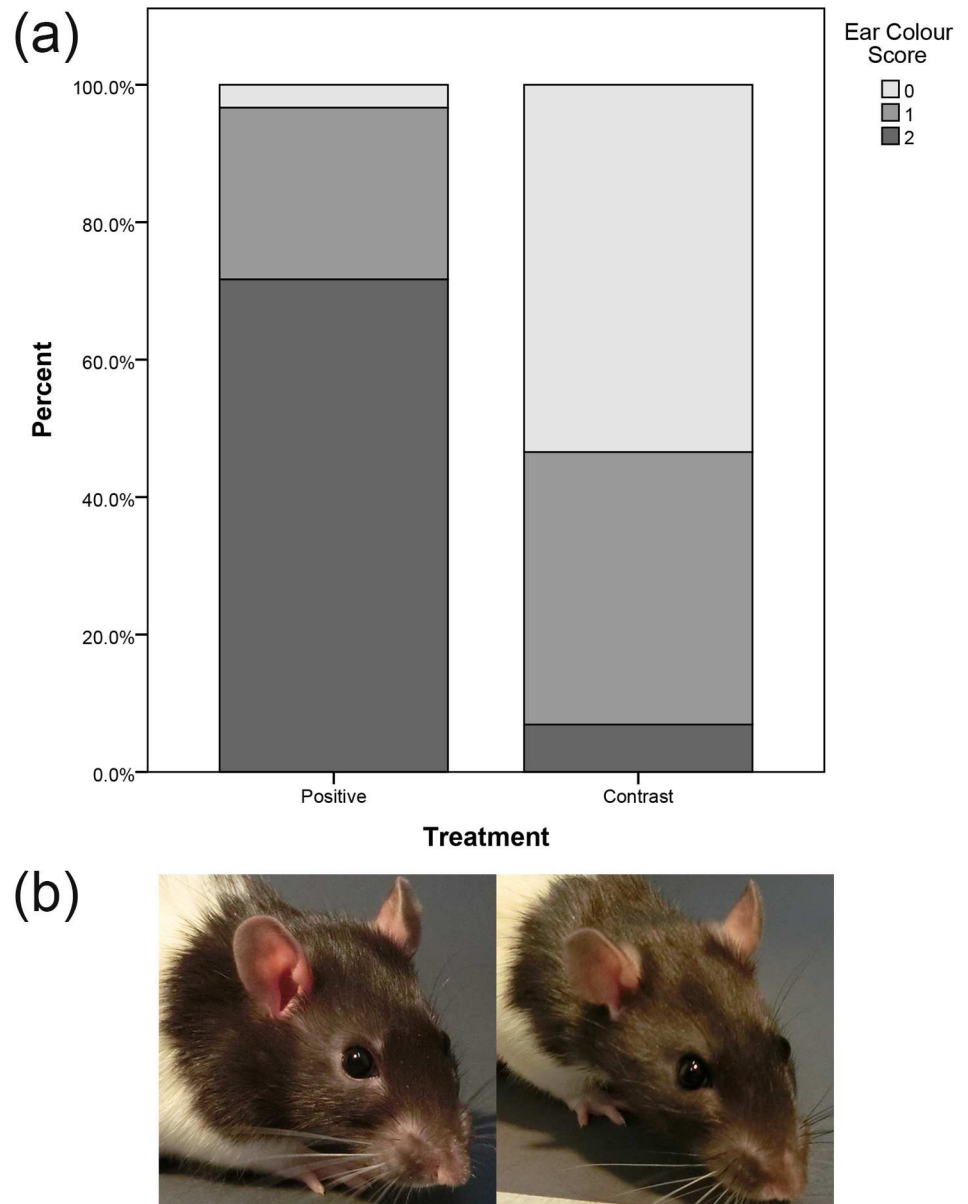 (a)
Ear Colour
Score
0
1
2
100.0%
80.0%
60.0%
40.0%
20.0%
0.0%
Percent
Positive
Contrast
Treatment
(b)